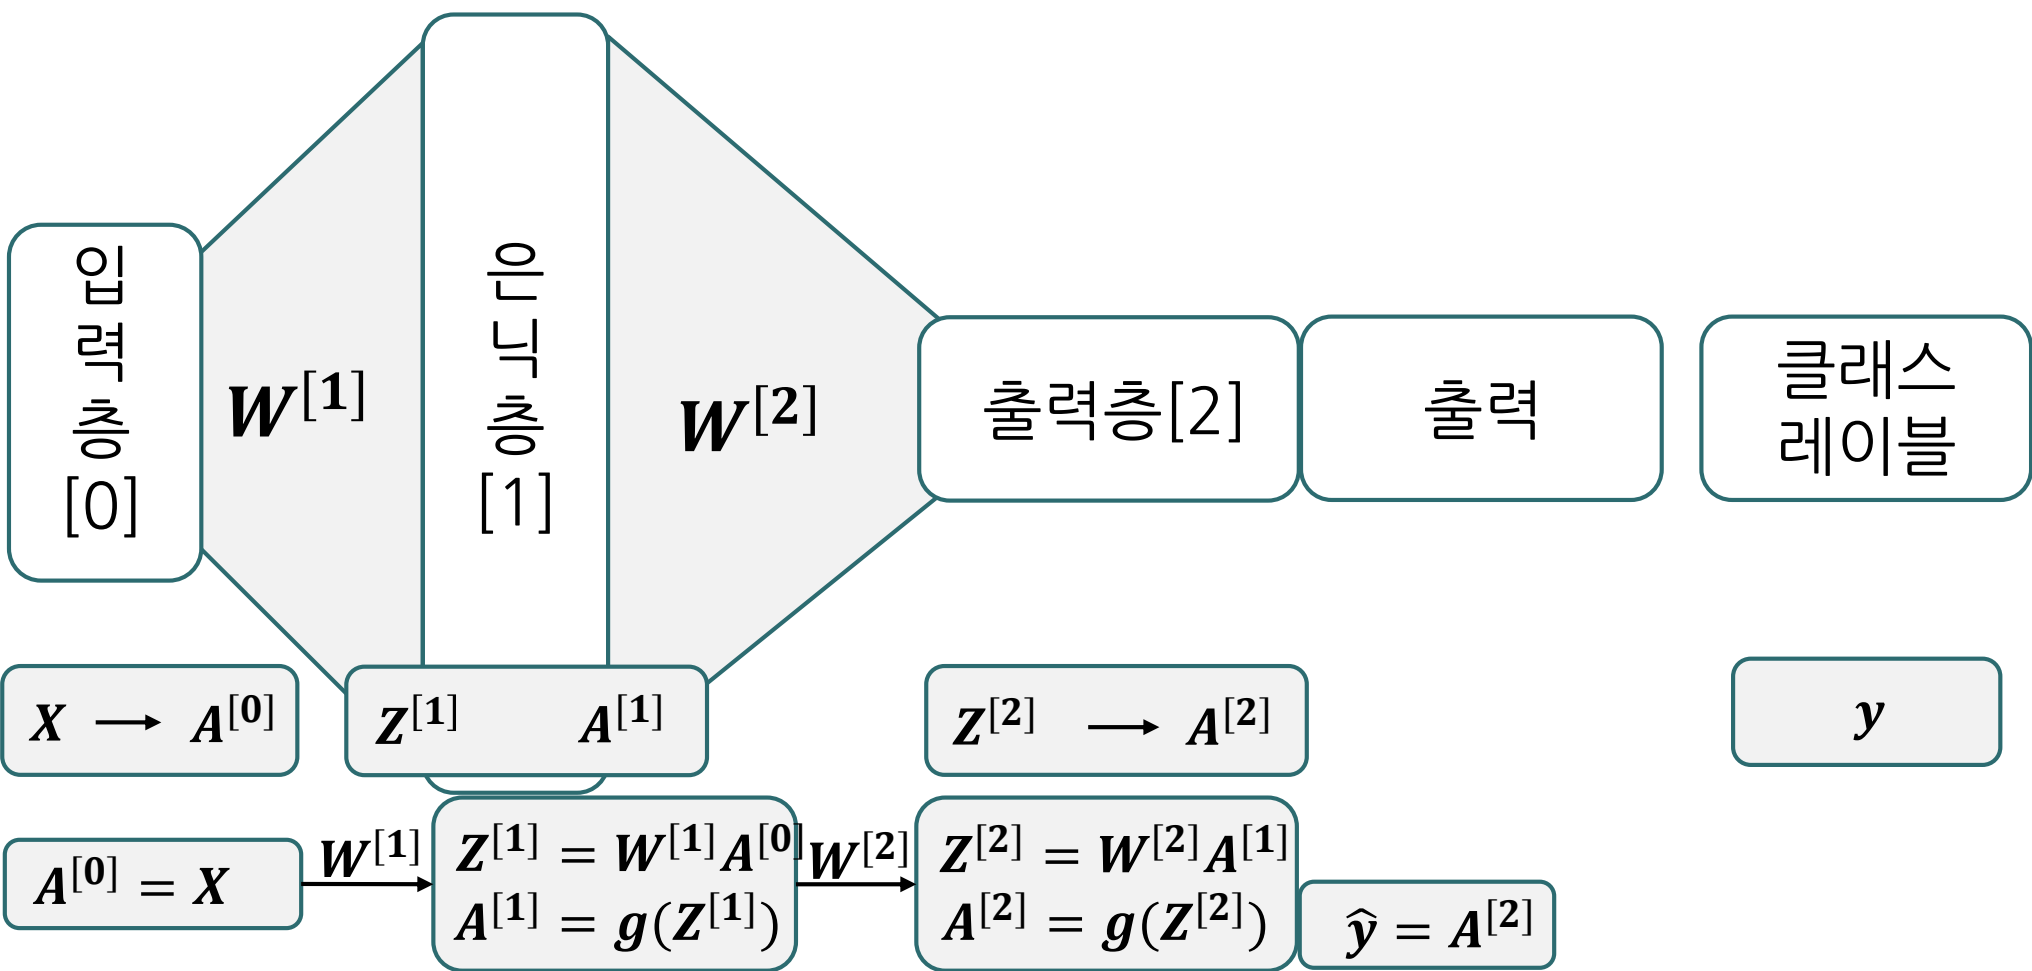 입
력
층
[0]
W^[1]
은
닉
층
[1]
W^[2]
출력층[2]
출력
클래스
레이블
X → A^[0]
Z^[1] A^[1]
Z^[2] → A^[2]
y
A^[0] = X
W^[1]
Z^[1] = W^[1]A^[0]
A^[1] = g(Z^[1])
W^[2]
Z^[2] = W^[2]A^[1]
A^[2] = g(Z^[2])
ŷ = A^[2]